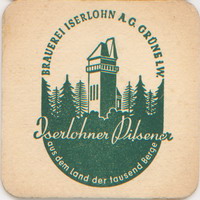 BRAUEREI ISERLOHN A.G. GRÜNE i.W.
Iserlohner Pilsener
aus dem Land der tausend Berge